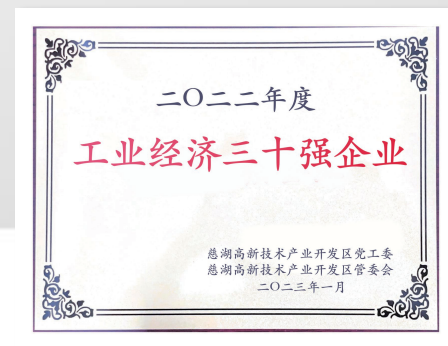 二〇二二年度
工业经济三十强企业
慈湖高新技术产业开发区党工委
慈湖高新技术产业开发区管委会
二〇二三年一月